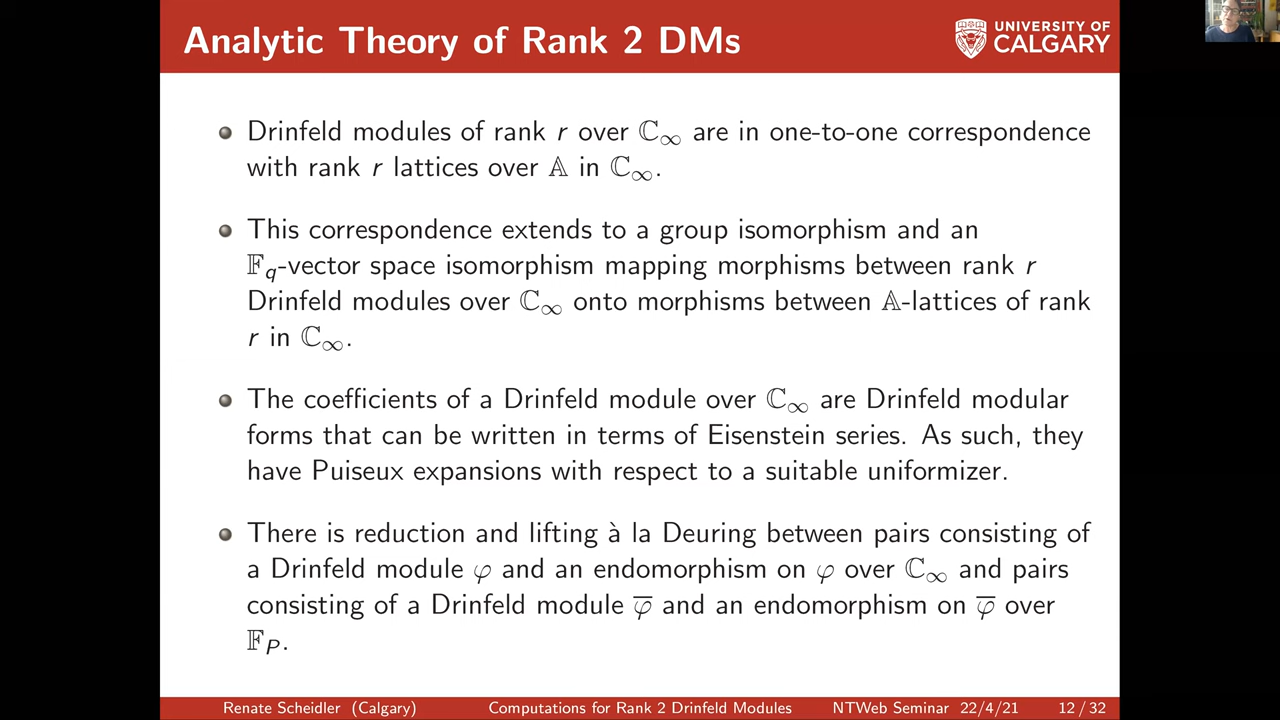 Analytic Theory of Rank 2 DMs
UNIVERSITY OF
CALGARY
Drinfeld modules of rank r over ℂ∞ are in one-to-one correspondence
with rank r lattices over 𝔸 in ℂ∞.
This correspondence extends to a group isomorphism and an
𝔽q-vector space isomorphism mapping morphisms between rank r
Drinfeld modules over ℂ∞ onto morphisms between 𝔸-lattices of rank
r in ℂ∞.
The coefficients of a Drinfeld module over ℂ∞ are Drinfeld modular
forms that can be written in terms of Eisenstein series. As such, they
have Puiseux expansions with respect to a suitable uniformizer.
There is reduction and lifting à la Deuring between pairs consisting of
a Drinfeld module φ and an endomorphism on φ over ℂ∞ and pairs
consisting of a Drinfeld module φ̅ and an endomorphism on φ̅ over
𝔽P.
Renate Scheidler (Calgary) Computations for Rank 2 Drinfeld Modules NTWeb Seminar 22/4/21 12 / 32